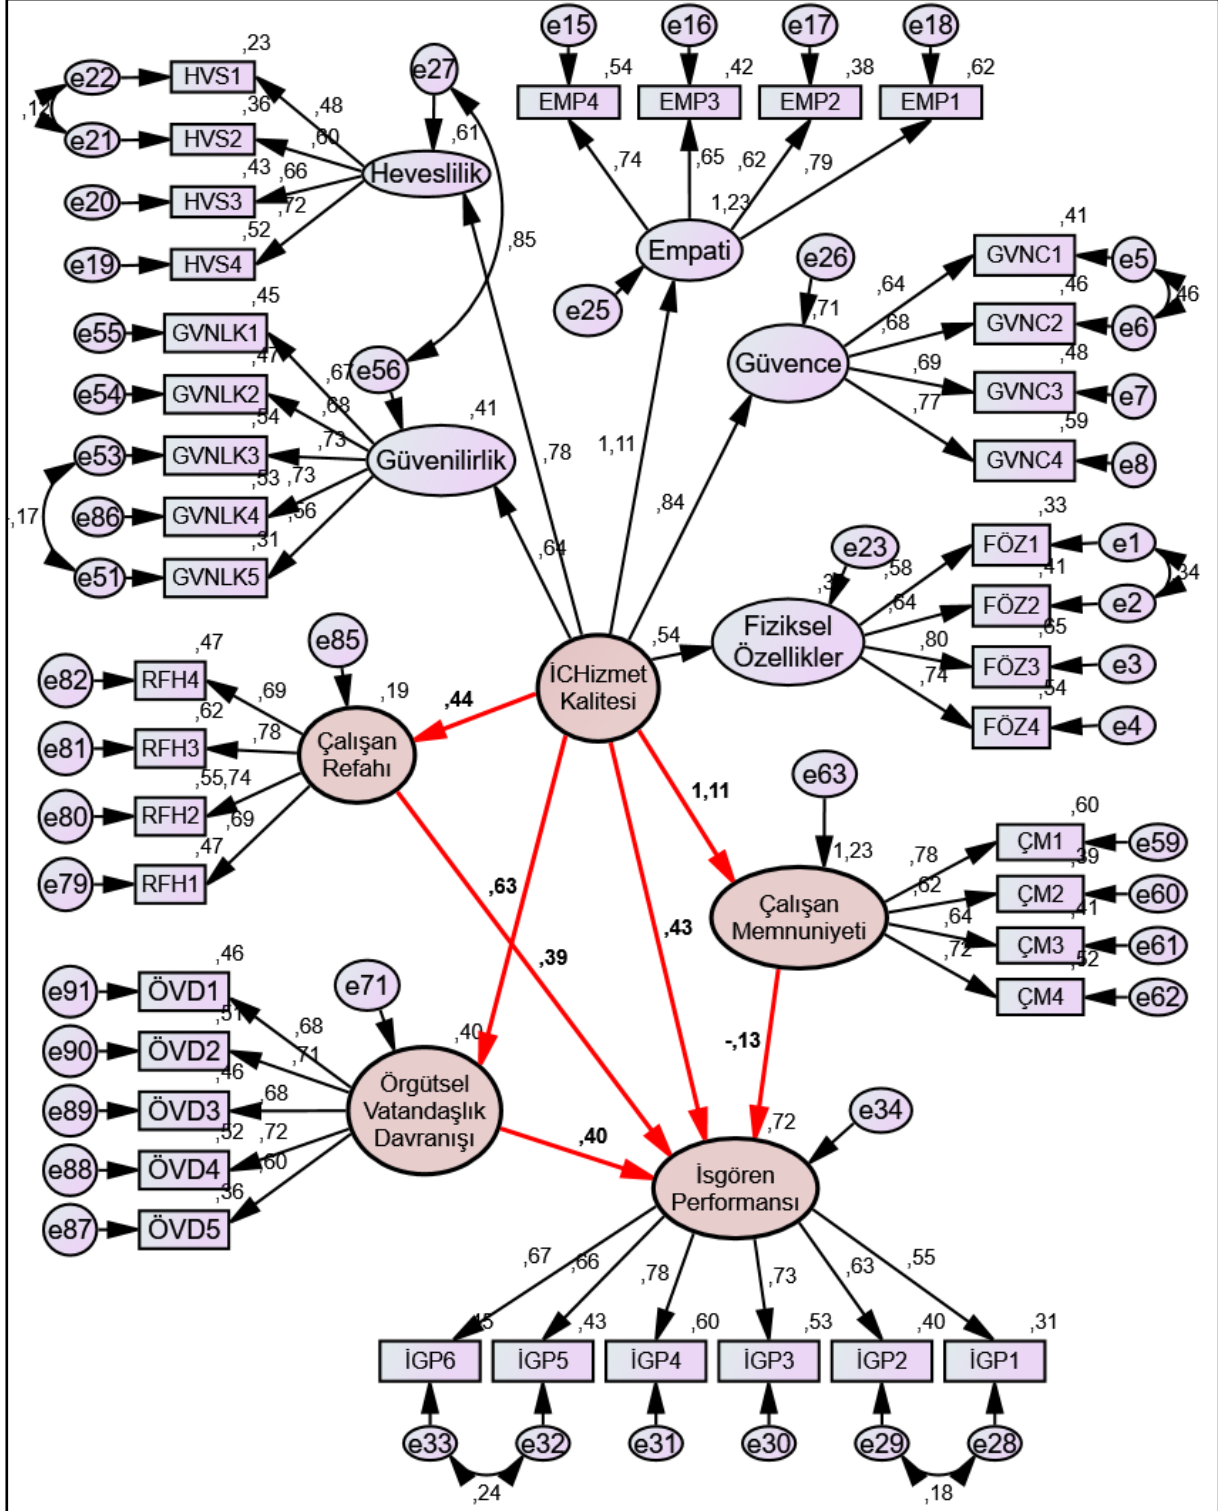 e15
e16
e17
e18
,54
,42
,38
,62
EMP4
EMP3
EMP2
EMP1
,74
,65
,62
,79
1,23
Empati
e25
,23
e22
HVS1
,48
,36
e21
HVS2
,60
,43
,66
e20
HVS3
,72
,52
e19
HVS4
e27
,61
Heveslilik
,85
,45
e55
GVNLK1
,67
,47
e54
GVNLK2
,68
,54
e53
GVNLK3
,73
,53
,73
e86
GVNLK4
,56
,31
e51
GVNLK5
-,17
e56
,41
Güvenilirlik
e26
,71
Güvence
,41
,64
GVNC1
e5
,46
,46
,68
GVNC2
e6
,48
,69
GVNC3
e7
,77
,59
GVNC4
e8
,78
1,11
,84
,64
,54
e23
Fiziksel
Özellikler
,33
,58
FÖZ1
e1
,34
,41
,64
FÖZ2
e2
,65
,80
FÖZ3
e3
,74
,54
FÖZ4
e4
İCHizmet
Kalitesi
e85
,19
Çalışan
Refahı
,47
e82
RFH4
,69
,62
e81
RFH3
,78
,55
,74
e80
RFH2
,69
,47
e79
RFH1
,44
,63
,39
,43
1,11
-,13
,40
e63
1,23
Çalışan
Memnuniyeti
,60
,78
ÇM1
e59
,39
,62
ÇM2
e60
,41
,64
ÇM3
e61
,72
,52
ÇM4
e62
,46
e91
ÖVD1
,68
,51
e90
ÖVD2
,71
,46
e89
ÖVD3
,68
,52
,72
e88
ÖVD4
,60
,36
e87
ÖVD5
e71
,40
Örgütsel
Vatandaşlık
Davranışı
e34
,72
İsgören
Performansı
,67
,66
,78
,73
,63
,55
,43
,60
,53
,40
,31
İGP6
İGP5
İGP4
İGP3
İGP2
İGP1
e33
e32
e31
e30
e29
e28
,24
,18